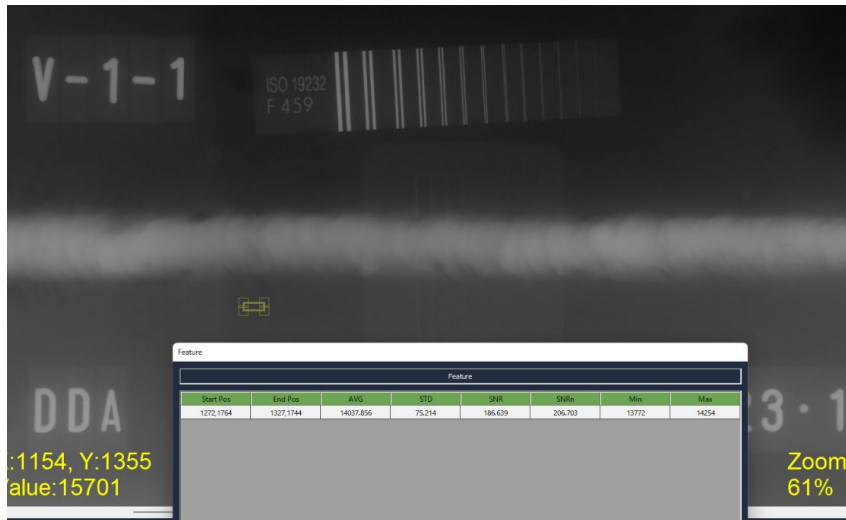 V-1-1
ISO 19232
F 459
Feature
Feature
Start Pos End Pos AVG STD SNR SNRn Min Max
1272,1764 1327,1744 14037.856 75.214 186.639 206.703 13772 14254
DDA
3·1
:1154, Y:1355
alue:15701
Zoom
61%